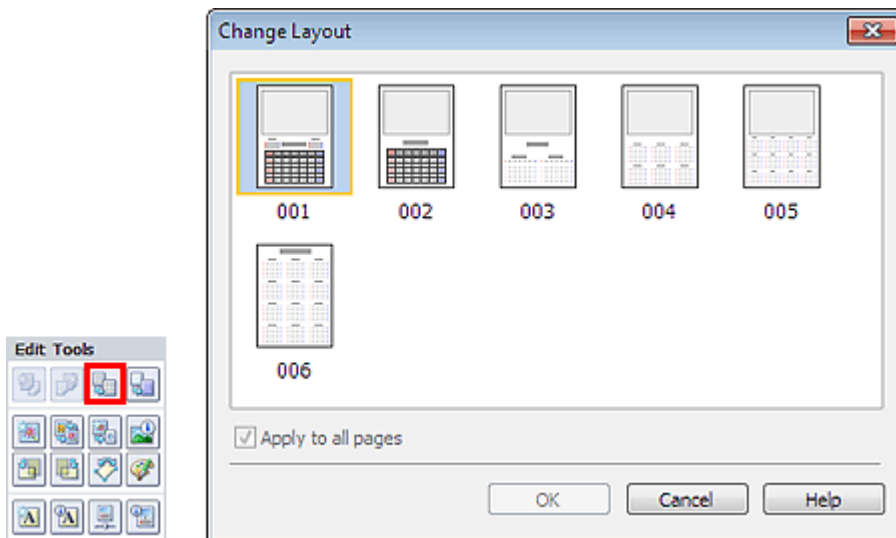 Change Layout
001 002 003 004 005
006
Edit Tools
Apply to all pages
OK Cancel Help